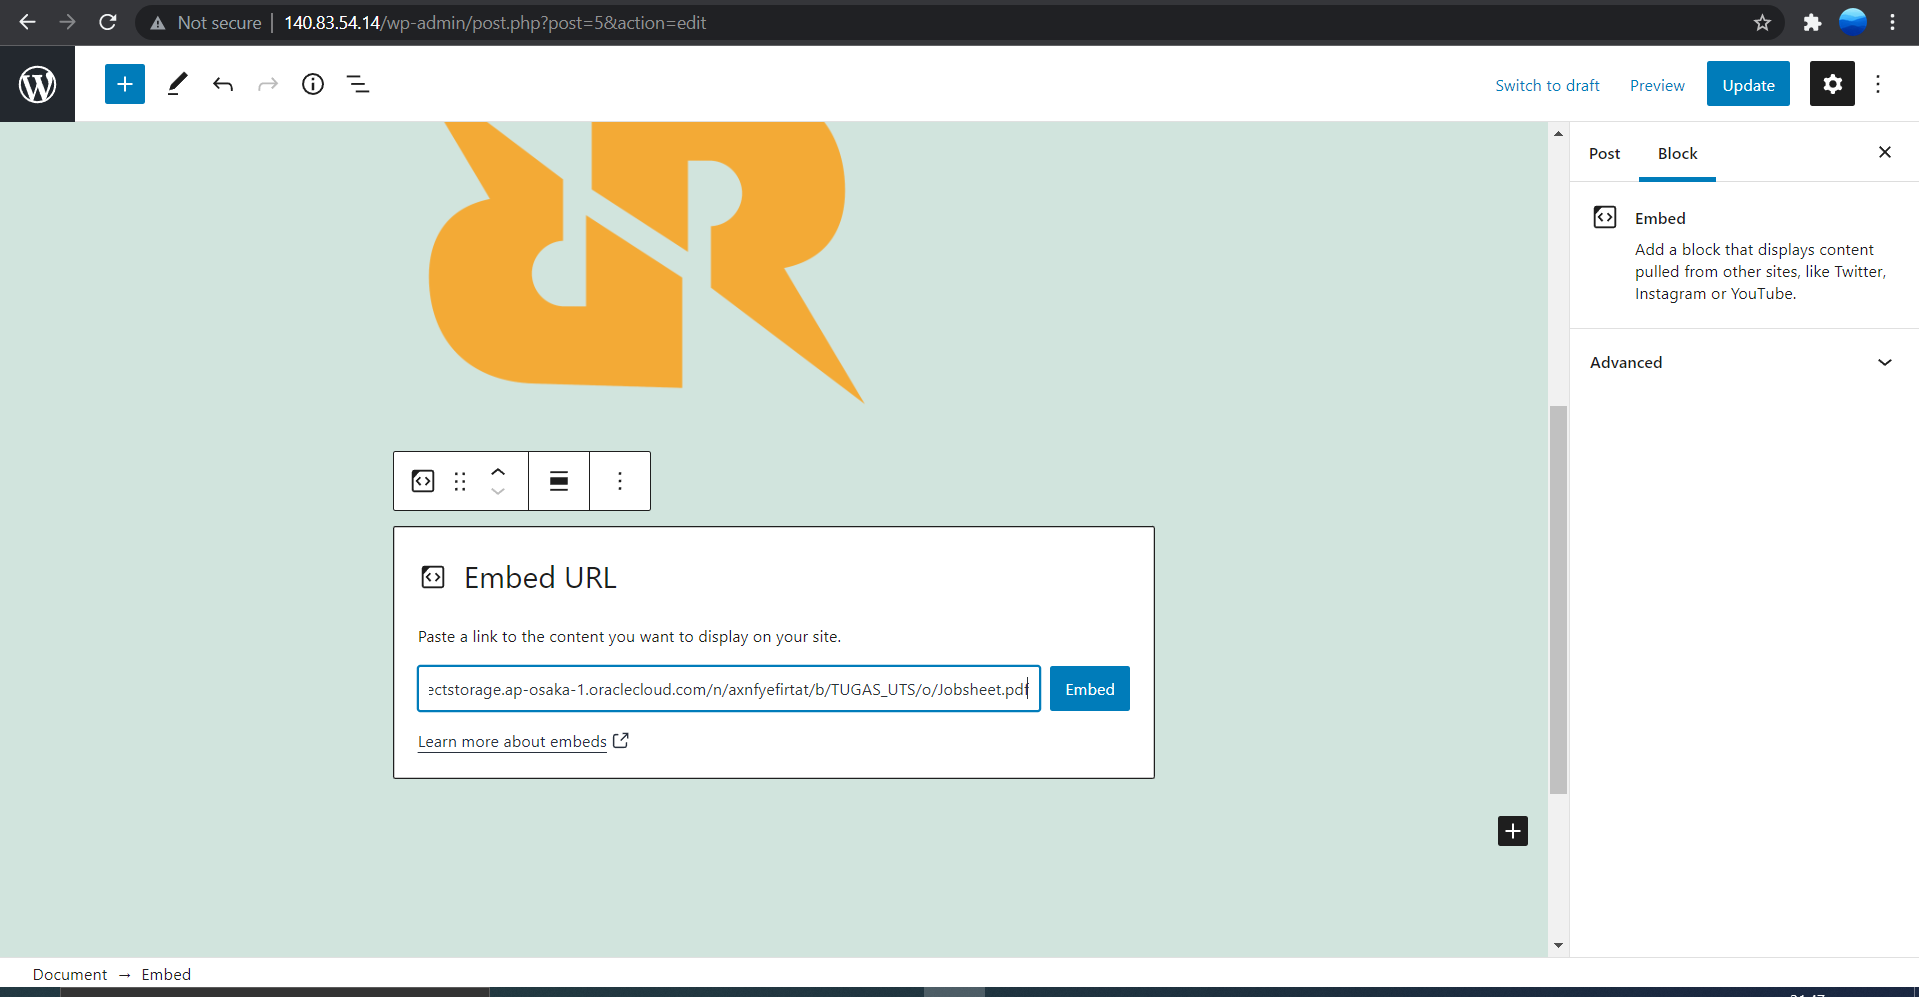 Not secure | 140.83.54.14/wp-admin/post.php?post=5&action=edit
Switch to draft Preview Update
Post Block
Embed
Add a block that displays content
pulled from other sites, like Twitter,
Instagram or YouTube.
Advanced
Embed URL
Paste a link to the content you want to display on your site.
ectstorage.ap-osaka-1.oraclecloud.com/n/axnfyefirtat/b/TUGAS_UTS/o/Jobsheet.pdf Embed
Learn more about embeds
Document → Embed